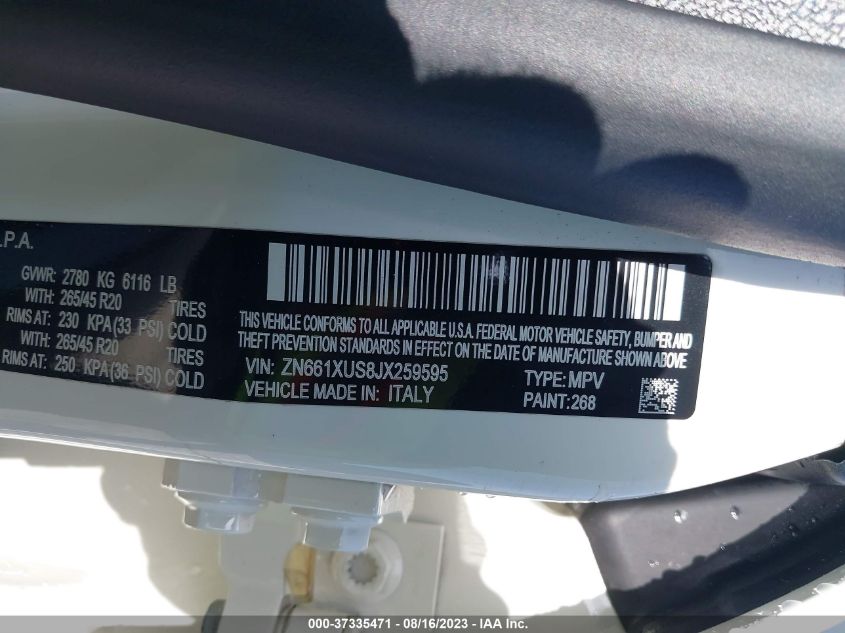 .P.A.
GVWR: 2780 KG 6116 LB
WITH: 265/45 R20 TIRES
RIMS AT: 230 KPA (33 PSI) COLD
WITH: 265/45 R20 TIRES
RIMS AT: 250 KPA (36 PSI) COLD
THIS VEHICLE CONFORMS TO ALL APPLICABLE U.S.A. FEDERAL MOTOR VEHICLE SAFETY, BUMPER AND
THEFT PREVENTION STANDARDS IN EFFECT ON THE DATE OF MANUFACTURE SHOWN ABOVE
VIN: ZN661XUS8JX259595 TYPE: MPV
VEHICLE MADE IN: ITALY PAINT:268
000-37335471 - 08/16/2023 - IAA Inc.